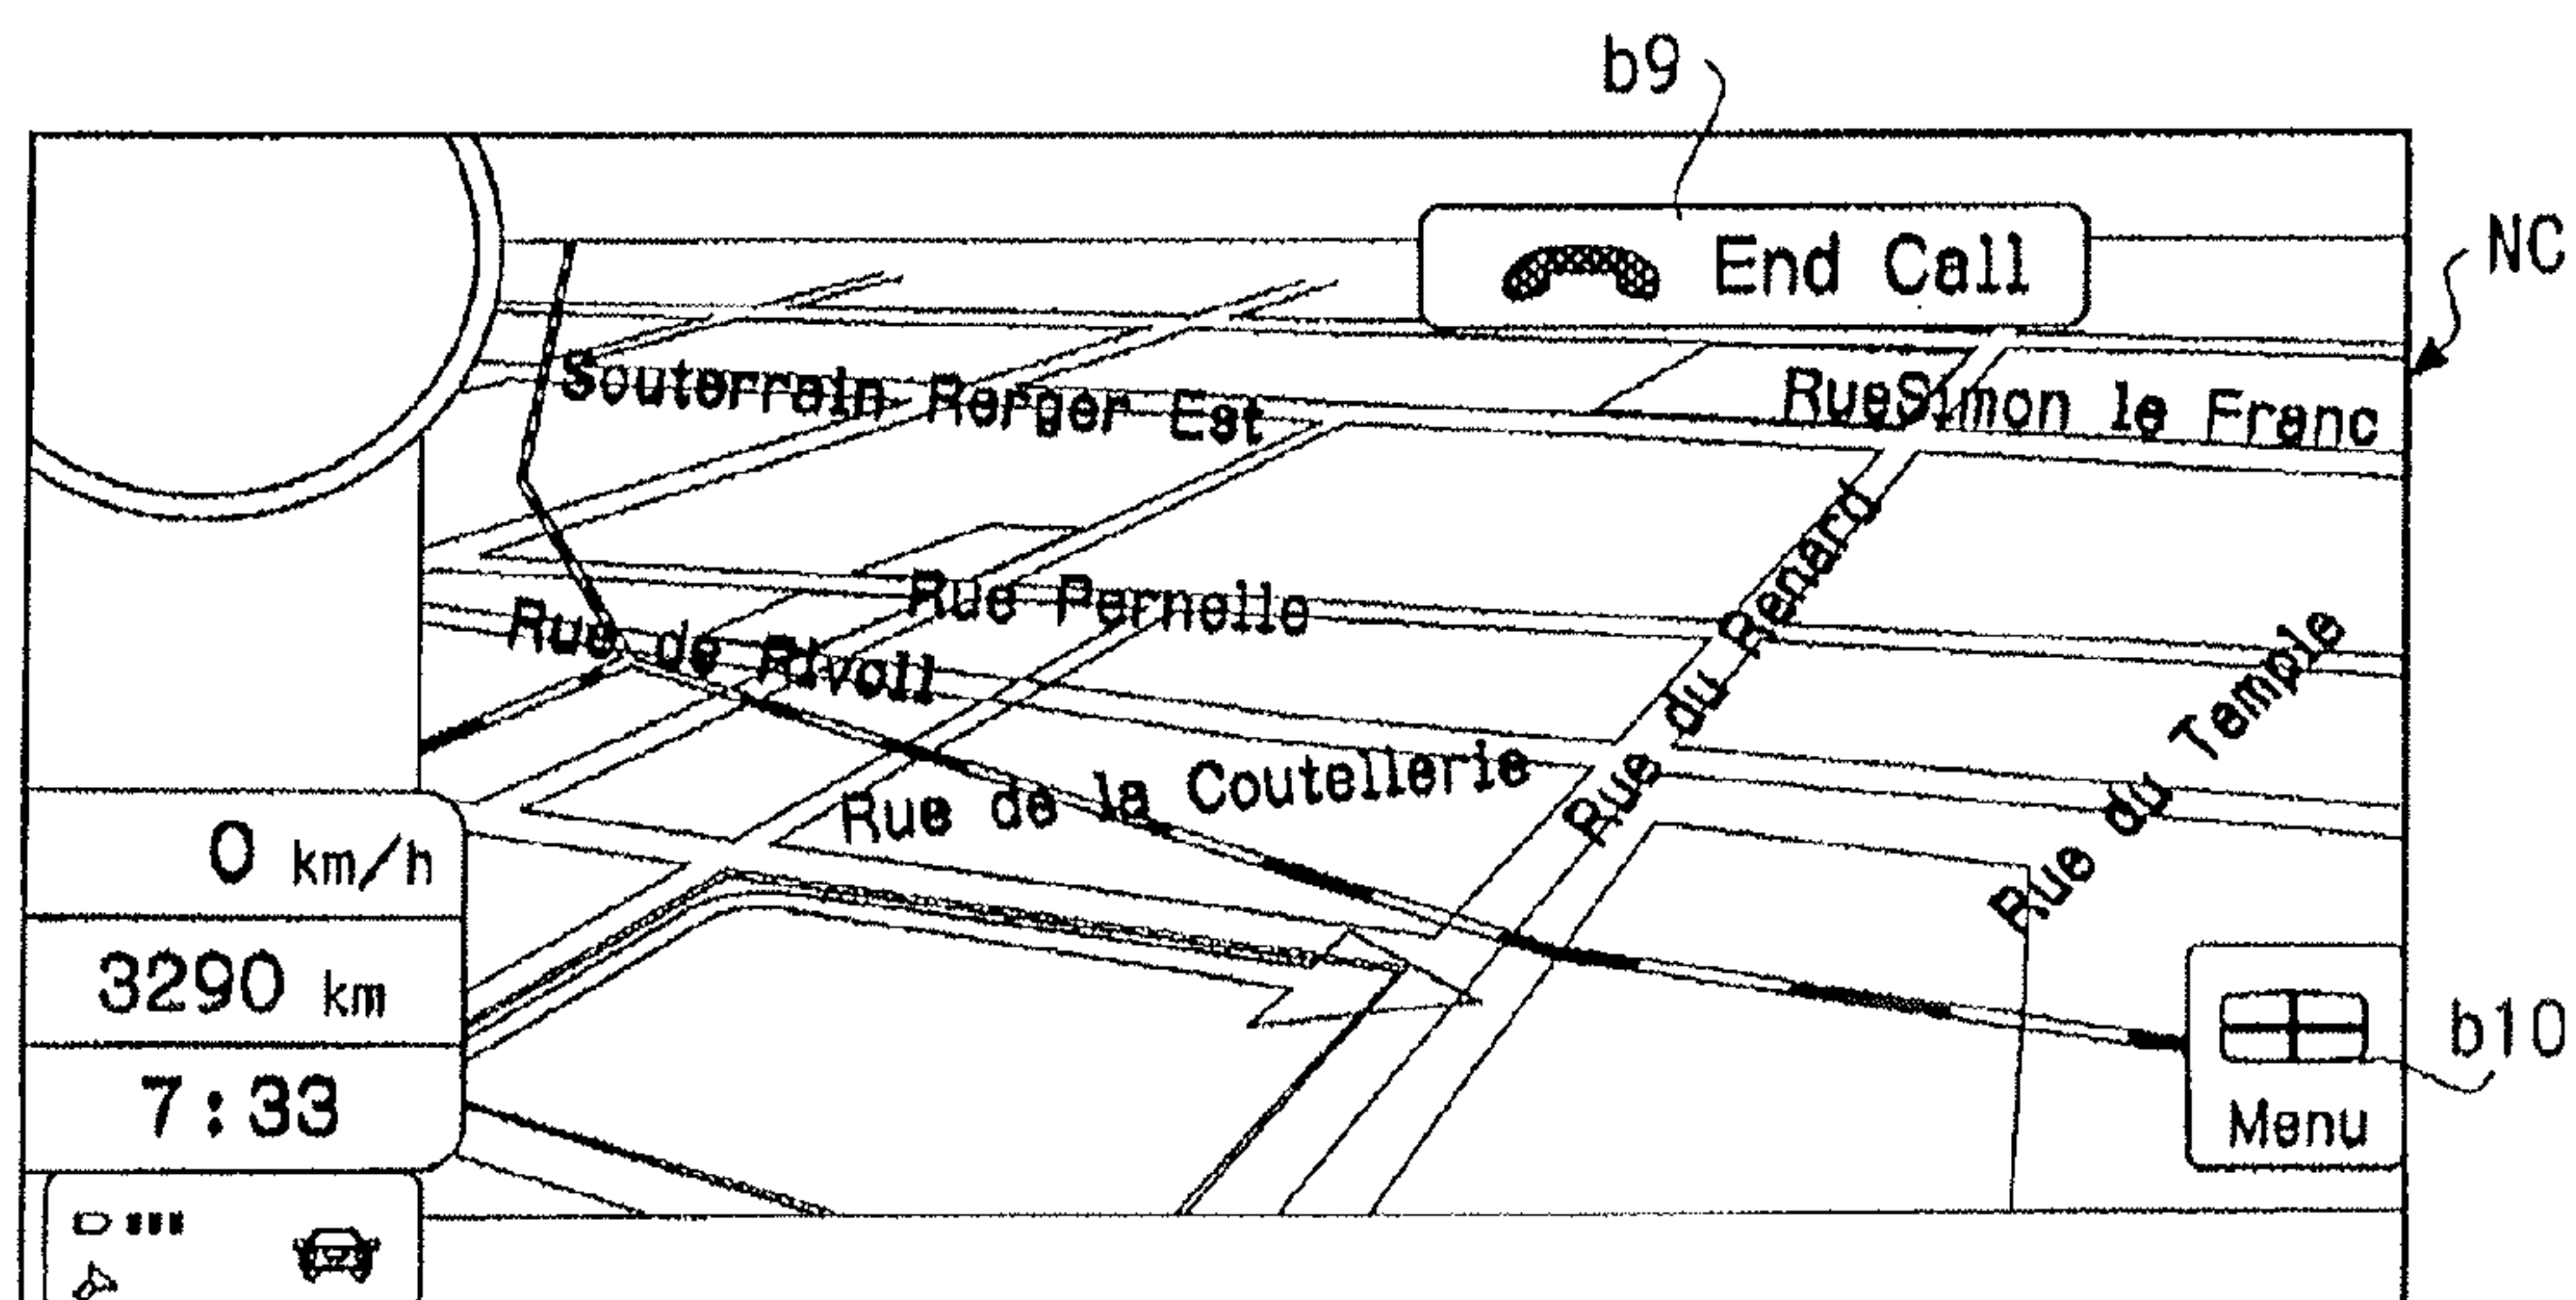 b9
End Call
NC
Souterrain Rerger Est
RueSimon le Franc
Rue Pernelle
Rue du Renard
Rue de Rivoli
Rue du Temple
Rue de la Coutellerie
0 km/h
3290 km
7:33
b10
Menu